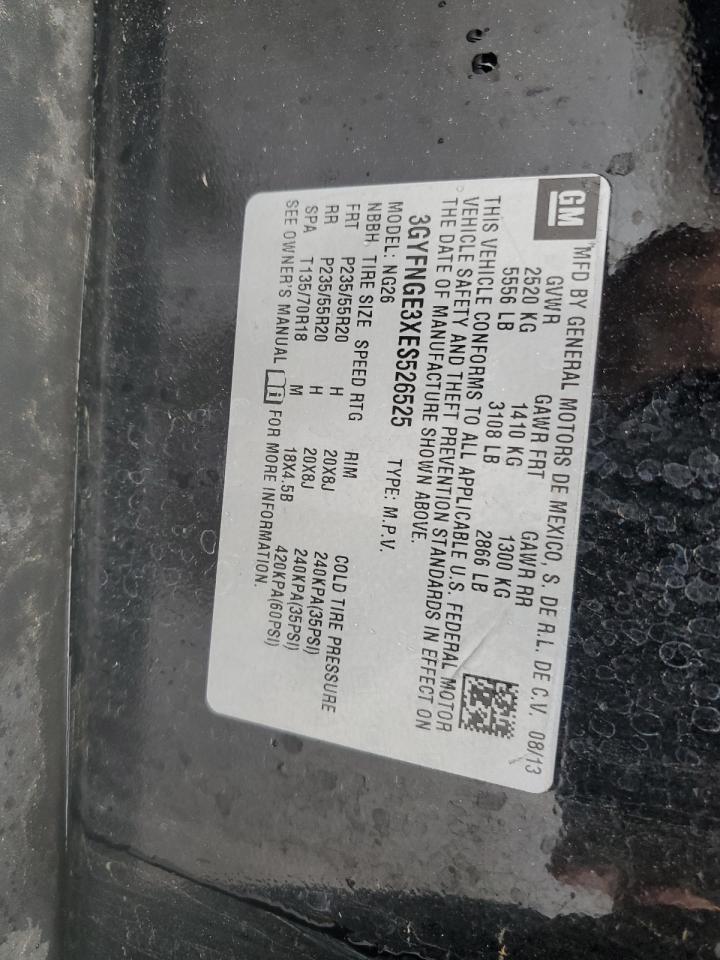 GM
MFD BY GENERAL MOTORS DE MEXICO, S. DE R.L. DE C.V. 08/13
GVWR GAWR FRT GAWR RR
2520 KG 1410 KG 1300 KG
5556 LB 3108 LB 2866 LB
THIS VEHICLE CONFORMS TO ALL APPLICABLE U.S. FEDERAL MOTOR
VEHICLE SAFETY AND THEFT PREVENTION STANDARDS IN EFFECT ON
THE DATE OF MANUFACTURE SHOWN ABOVE.
3GYFNGE3XES526525 TYPE: M.P.V.
MODEL: NG26
NBBH, TIRE SIZE SPEED RTG RIM COLD TIRE PRESSURE
FRT P235/55R20 H 20X8J 240KPA(35PSI)
RR P235/55R20 H 20X8J 240KPA(35PSI)
SPA T135/70R18 M 18X4.5B 420KPA(60PSI)
SEE OWNER'S MANUAL FOR MORE INFORMATION.